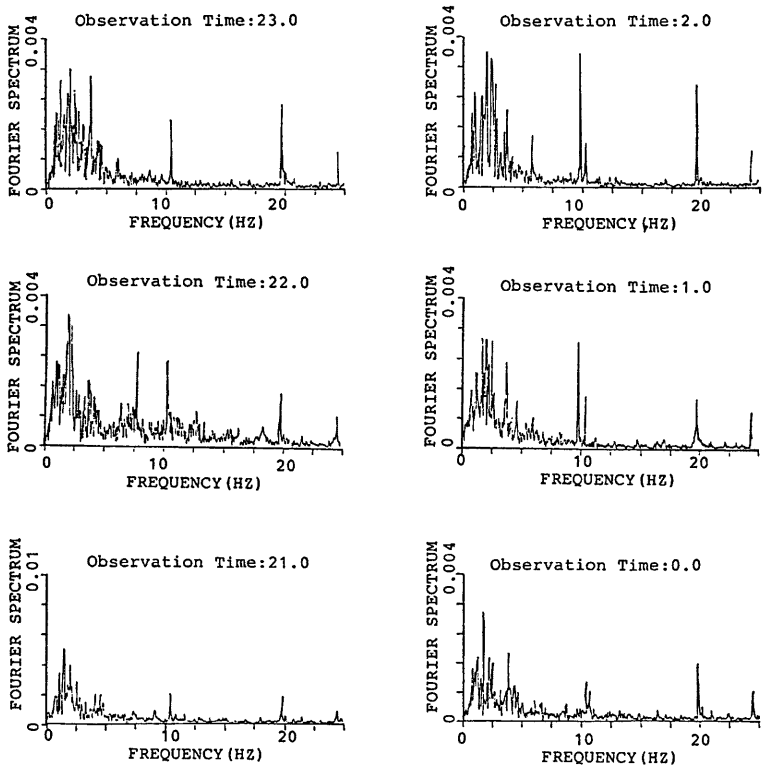 Observation Time:23.0
FOURIER SPECTRUM
0.004
0
0 10 20
FREQUENCY(HZ)
Observation Time:2.0
FOURIER SPECTRUM
0.004
0
0 10 20
FREQUENCY(HZ)
Observation Time:22.0
FOURIER SPECTRUM
0.004
0
0 10 20
FREQUENCY(HZ)
Observation Time:1.0
FOURIER SPECTRUM
0.004
0
0 10 20
FREQUENCY(HZ)
Observation Time:21.0
FOURIER SPECTRUM
0.01
0
0 10 20
FREQUENCY(HZ)
Observation Time:0.0
FOURIER SPECTRUM
0.004
0
0 10 20
FREQUENCY(HZ)